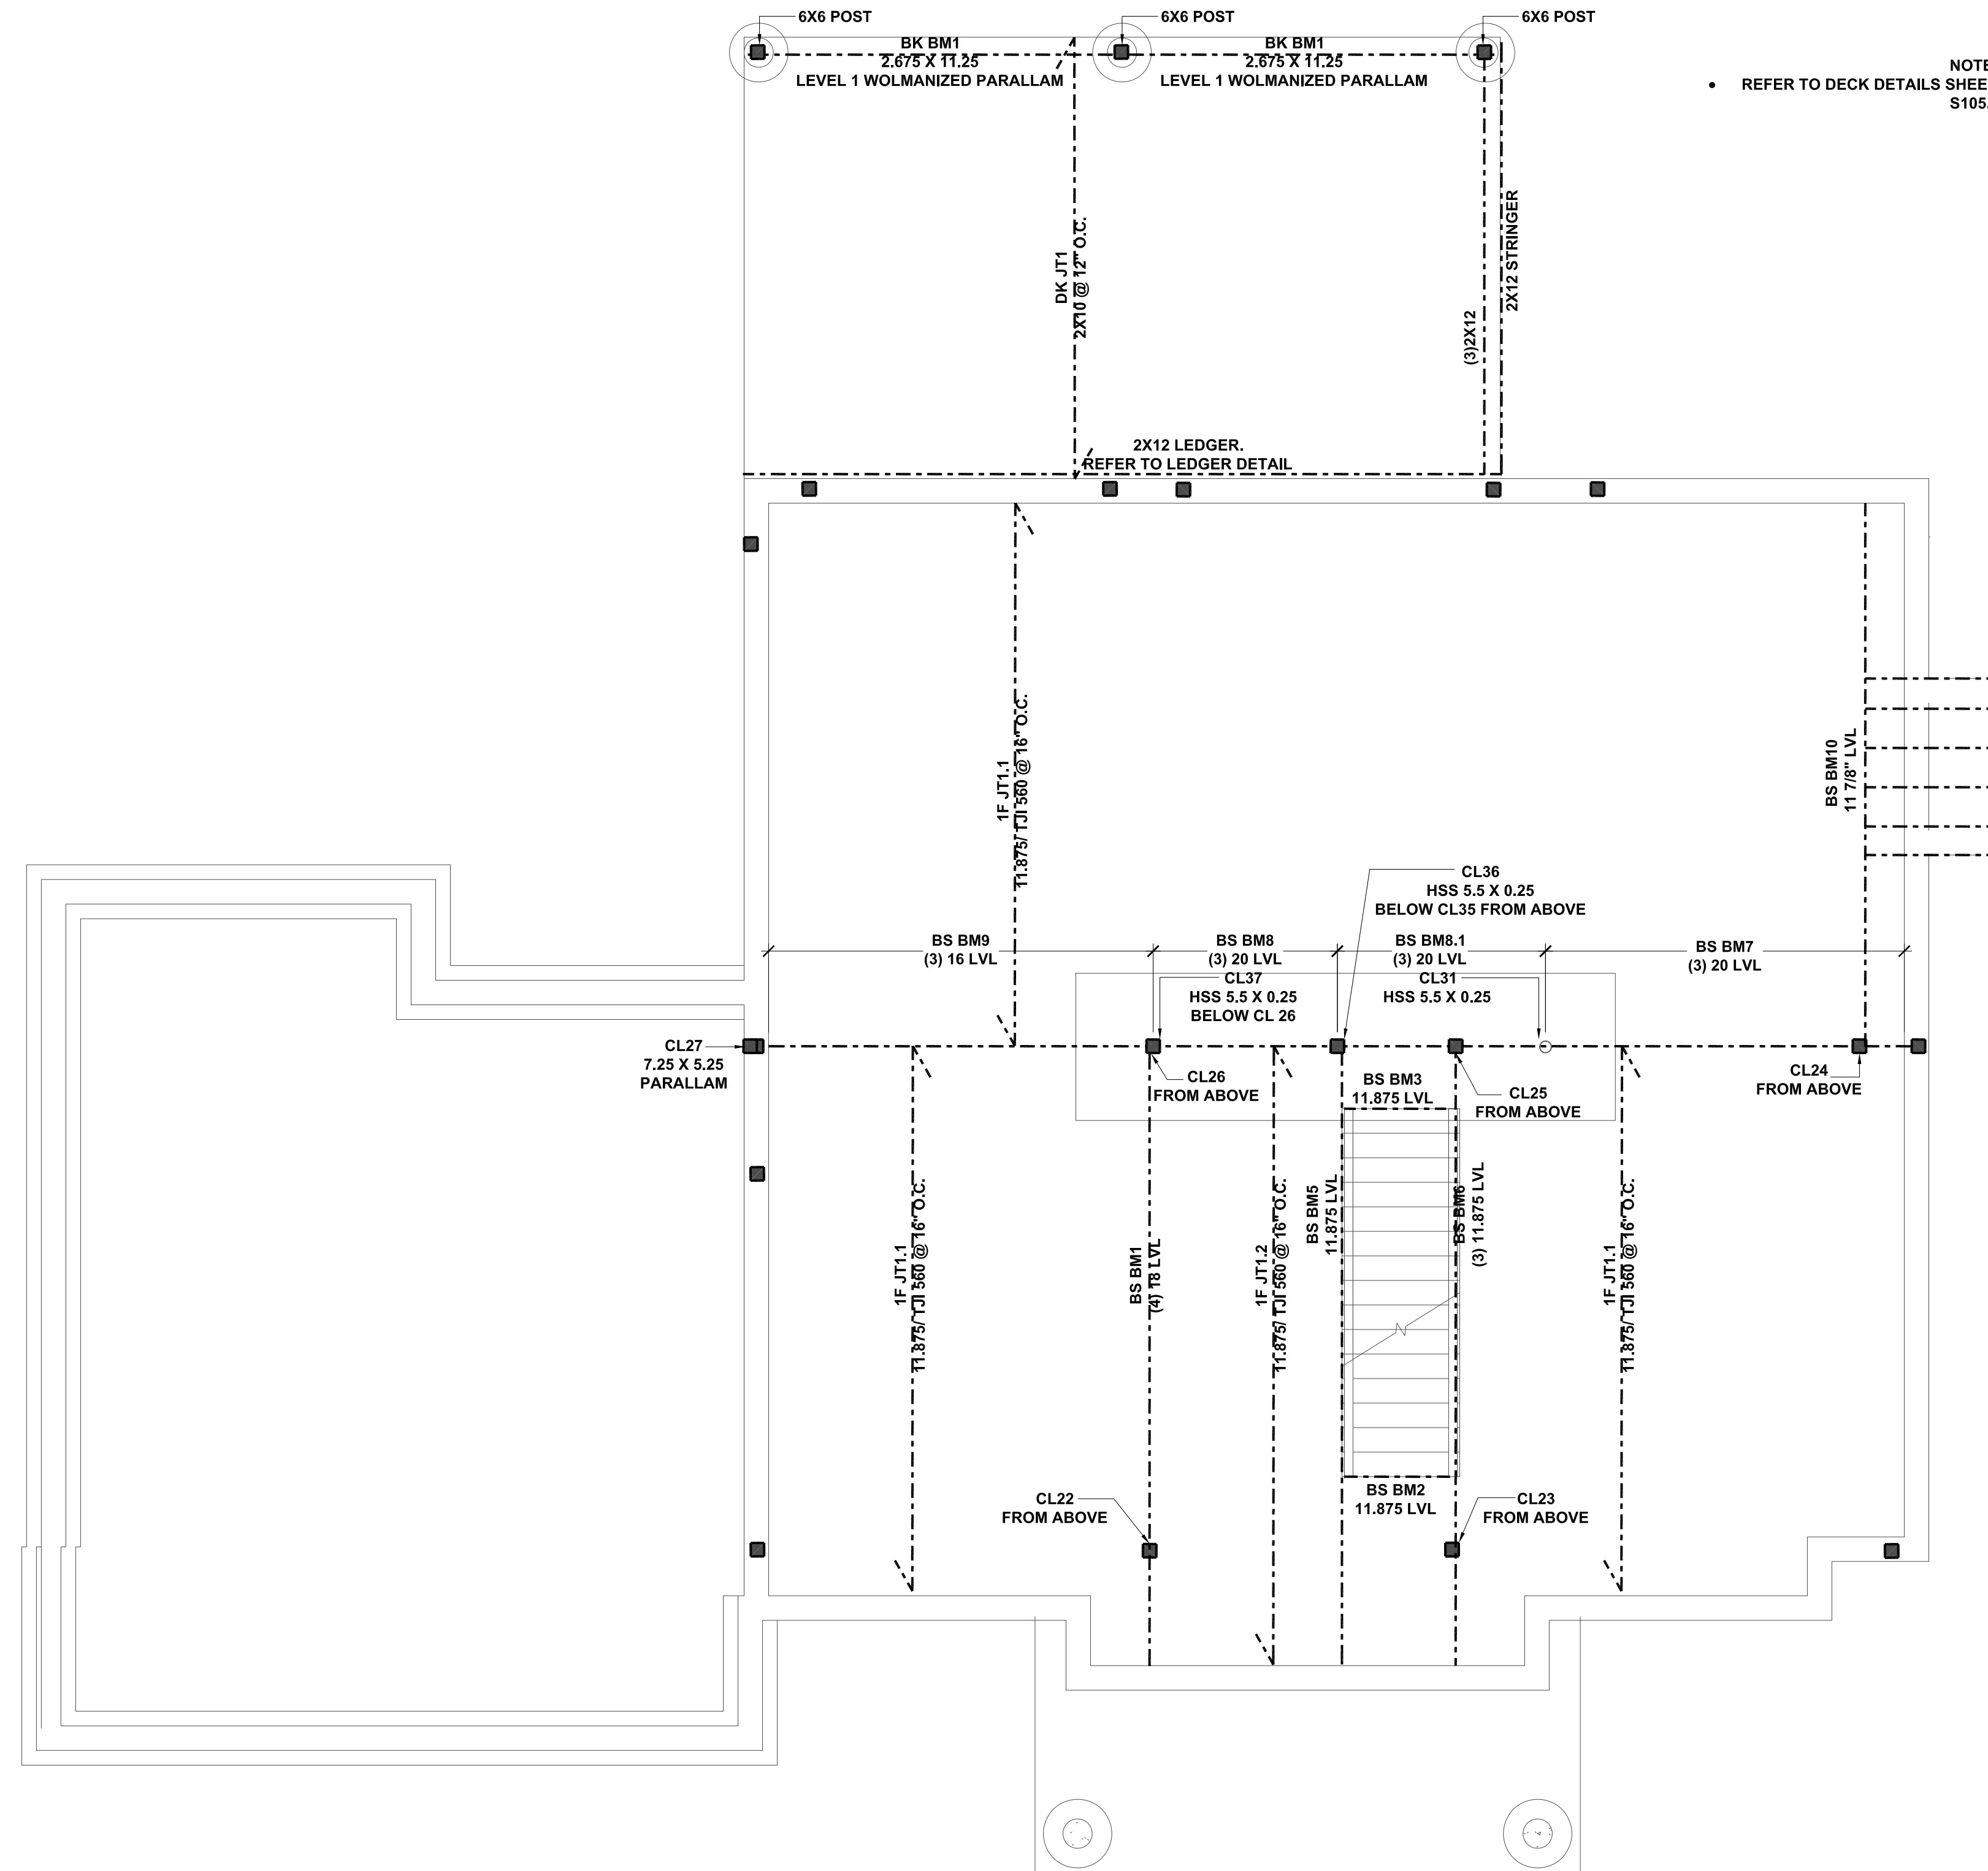 6X6 POST
6X6 POST
6X6 POST
BK BM1
2.675 X 11.25
LEVEL 1 WOLMANIZED PARALLAM
BK BM1
2.675 X 11.25
LEVEL 1 WOLMANIZED PARALLAM
NOTE
• REFER TO DECK DETAILS SHEE
S105.
DK JT1
2X10 @ 12" O.C.
(3)2X12
2X12 STRINGER
2X12 LEDGER.
REFER TO LEDGER DETAIL
1F JT1.1
11.875/ TJI 560 @ 16" O.C.
BS BM10
11 7/8" LVL
CL36
HSS 5.5 X 0.25
BELOW CL35 FROM ABOVE
BS BM9
(3) 16 LVL
BS BM8
(3) 20 LVL
BS BM8.1
(3) 20 LVL
BS BM7
(3) 20 LVL
CL37
HSS 5.5 X 0.25
BELOW CL 26
CL31
HSS 5.5 X 0.25
CL27
7.25 X 5.25
PARALLAM
CL26
FROM ABOVE
BS BM3
11.875 LVL
CL25
FROM ABOVE
CL24
FROM ABOVE
1F JT1.1
11.875/ TJI 560 @ 16" O.C.
BS BM1
(4) 18 LVL
1F JT1.2
11.875/ TJI 560 @ 16" O.C.
BS BM5
11.875 LVL
BS BM6
(3) 11.875 LVL
1F JT1.1
11.875/ TJI 560 @ 16" O.C.
BS BM2
11.875 LVL
CL22
FROM ABOVE
CL23
FROM ABOVE